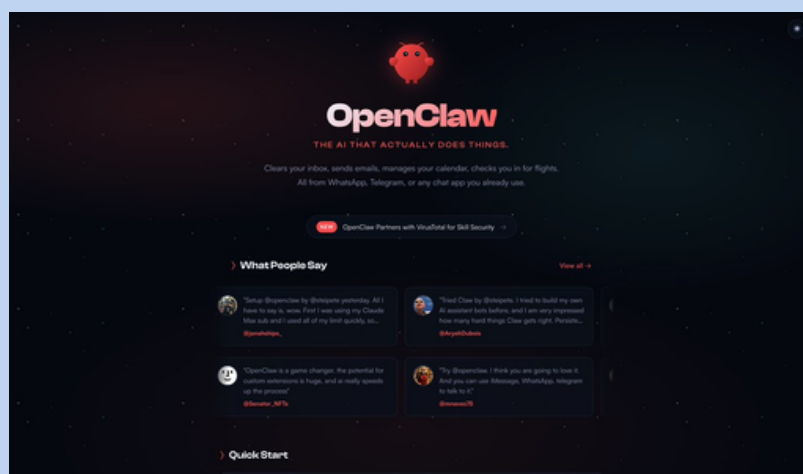 OpenClaw
THE AI THAT ACTUALLY DOES THINGS.
Clears your inbox, sends emails, manages your calendar, checks you in for flights.
All from WhatsApp, Telegram, or any chat app you already use.
NEW OpenClaw Partners with VirusTotal for Skill Security →
⟩ What People Say
View all →
"Setup @openclaw by @steipete yesterday. All I
have to say is, wow. First I was using my Claude
Max sub and I used all of my limit quickly, so...
@jonahships_
"Tried Claw by @steipete. I tried to build my own
AI assistant bots before, and I am very impressed
how many hard things Claw gets right. Persiste...
@AryehDubois
"OpenClaw is a game changer. the potential for
custom extensions is huge, and ai really speeds
up the process"
@Senator_NFTs
"Try @openclaw. I think you are going to love it.
And you can use iMessage, WhatsApp, telegram
to talk to it."
⟩ Quick Start